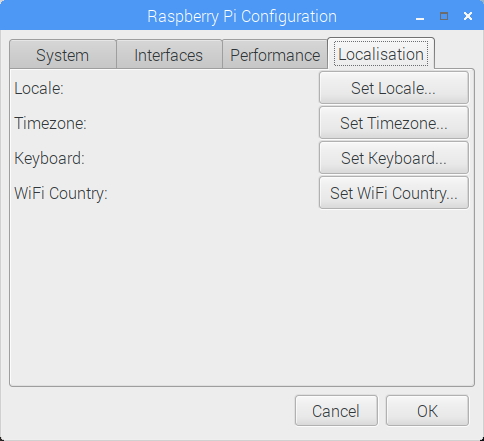 Raspberry Pi Configuration
System Interfaces Performance Localisation
Locale: Set Locale...
Timezone: Set Timezone...
Keyboard: Set Keyboard...
WiFi Country: Set WiFi Country...
Cancel OK